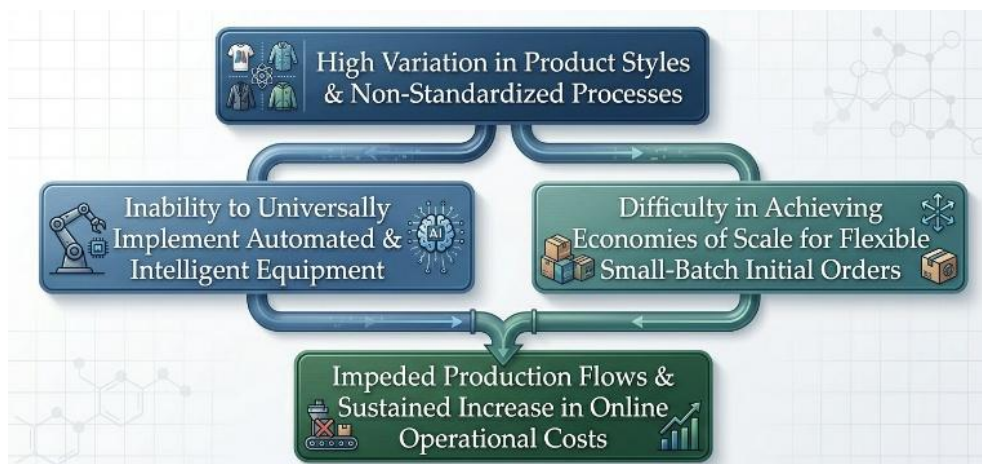 High Variation in Product Styles
& Non-Standardized Processes
Inability to Universally
Implement Automated &
Intelligent Equipment
AI
Difficulty in Achieving
Economies of Scale for Flexible
Small-Batch Initial Orders
Impeded Production Flows &
Sustained Increase in Online
Operational Costs